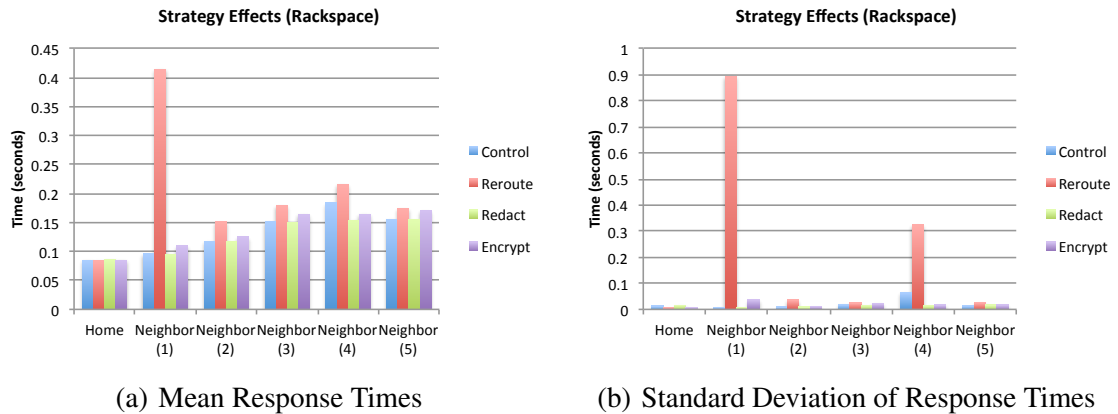 Strategy Effects (Rackspace)
0.45
0.4
0.35
0.3
0.25
0.2
0.15
0.1
0.05
0
Time (seconds)
Home
Neighbor (1)
Neighbor (2)
Neighbor (3)
Neighbor (4)
Neighbor (5)
Control
Reroute
Redact
Encrypt
(a) Mean Response Times
Strategy Effects (Rackspace)
1
0.9
0.8
0.7
0.6
0.5
0.4
0.3
0.2
0.1
0
Time (seconds)
Home
Neighbor (1)
Neighbor (2)
Neighbor (3)
Neighbor (4)
Neighbor (5)
Control
Reroute
Redact
Encrypt
(b) Standard Deviation of Response Times